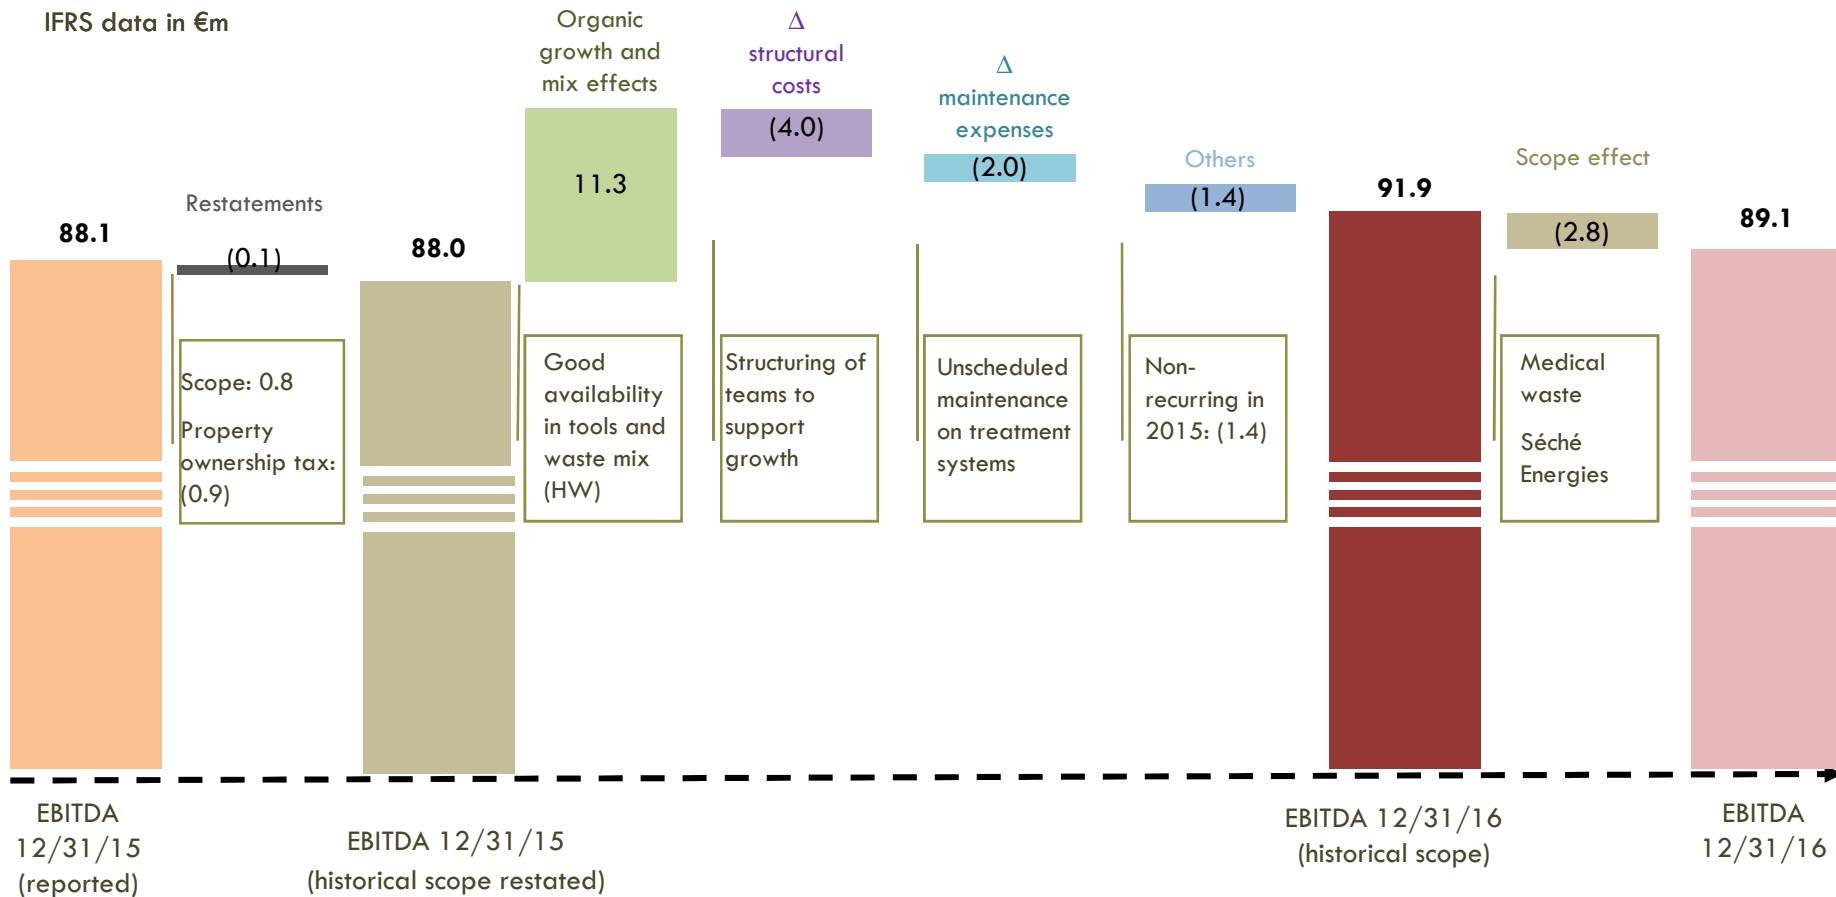 IFRS data in €m
88.1
Restatements
(0.1)
88.0
Organic
growth and
mix effects
11.3
Δ
structural
costs
(4.0)
Δ
maintenance
expenses
(2.0)
Others
(1.4)
91.9
Scope effect
(2.8)
89.1
Scope: 0.8
Property
ownership tax:
(0.9)
Good
availability
in tools and
waste mix
(HW)
Structuring of
teams to
support
growth
Unscheduled
maintenance
on treatment
systems
Non-
recurring in
2015: (1.4)
Medical
waste
Séché
Energies
EBITDA
12/31/15
(reported)
EBITDA 12/31/15
(historical scope restated)
EBITDA 12/31/16
(historical scope)
EBITDA
12/31/16